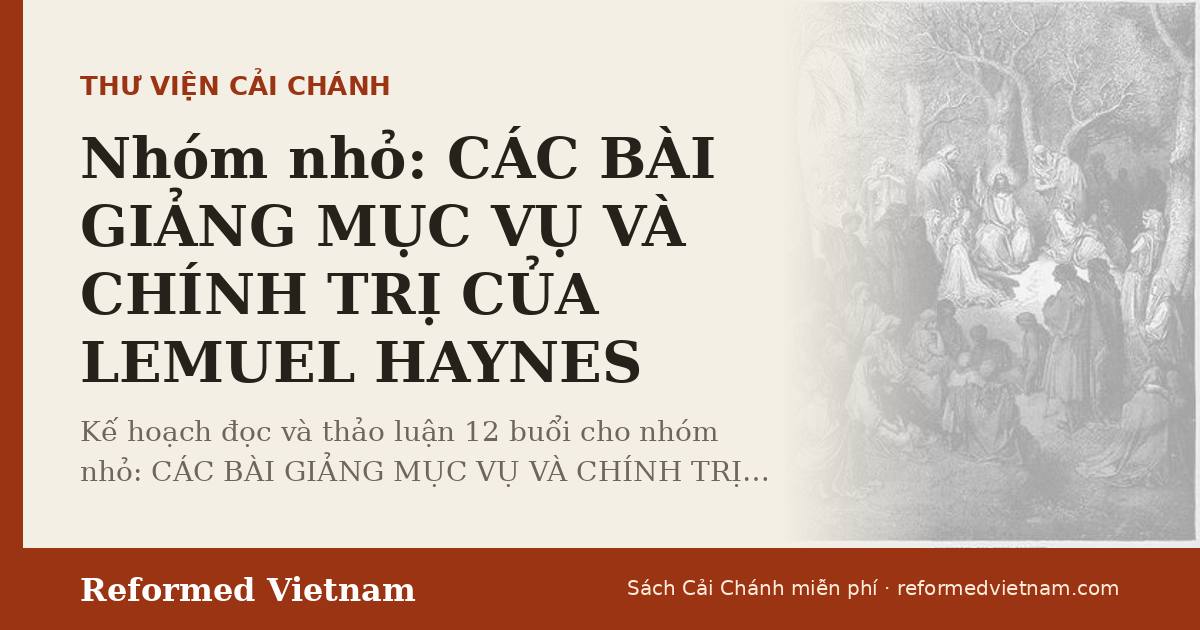 THƯ VIỆN CẢI CHÁNH
Nhóm nhỏ: CÁC BÀI
GIẢNG MỤC VỤ VÀ
CHÍNH TRỊ CỦA
LEMUEL HAYNES
Kế hoạch đọc và thảo luận 12 buổi cho nhóm
nhỏ: CÁC BÀI GIẢNG MỤC VỤ VÀ CHÍNH TRỊ...
Reformed Vietnam
Sách Cải Chánh miễn phí · reformedvietnam.com